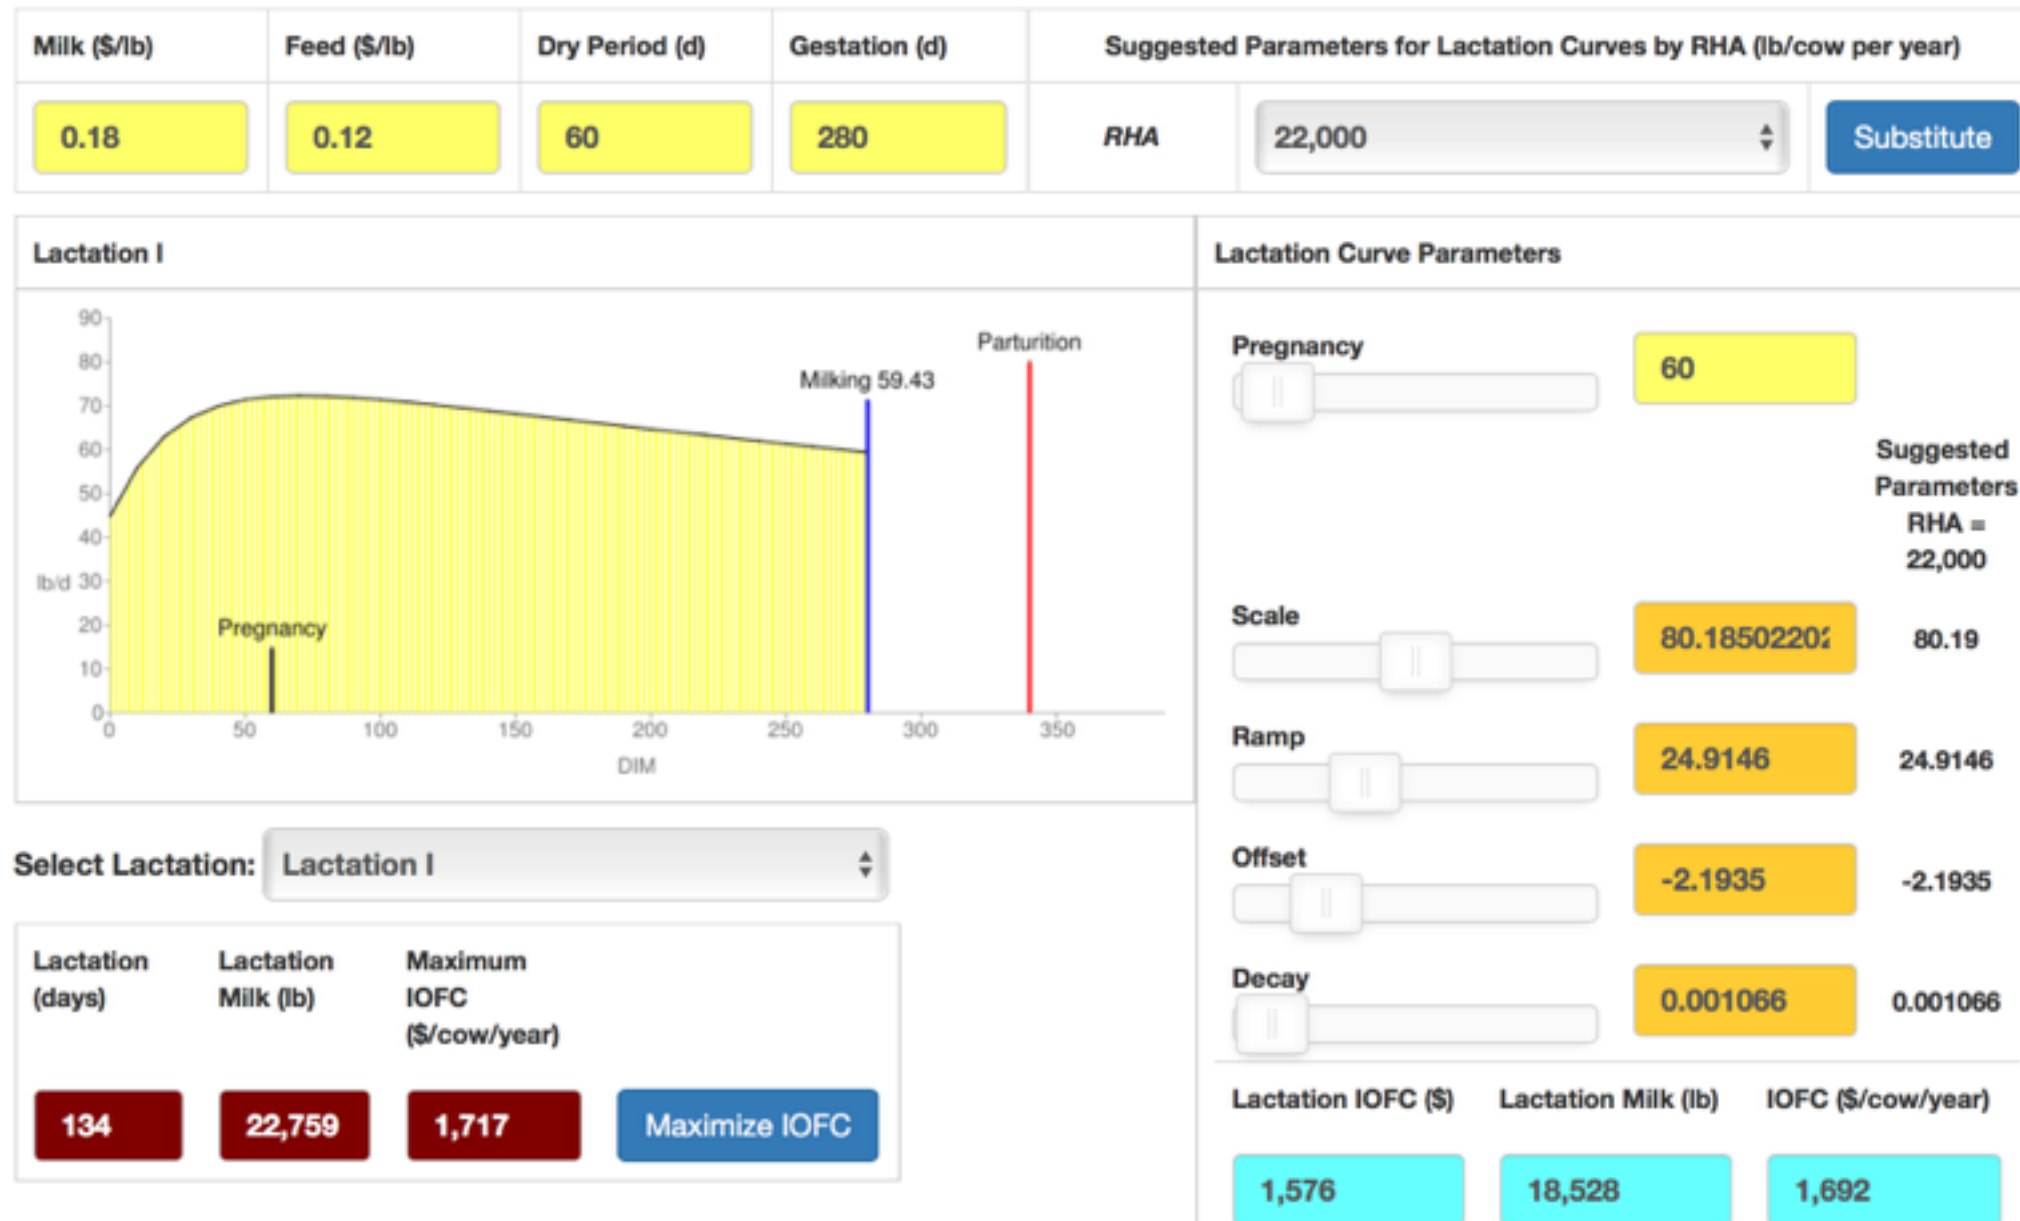 Milk ($/lb) Feed ($/lb) Dry Period (d) Gestation (d) Suggested Parameters for Lactation Curves by RHA (lb/cow per year)
0.18 0.12 60 280 RHA 22,000 Substitute
Lactation I
90
80
70
60
50
40
lb/d 30
20
10
0
Pregnancy
Milking 59.43
Parturition
0 50 100 150 200 250 300 350
DIM
Select Lactation: Lactation I
Lactation (days)
Lactation Milk (lb)
Maximum IOFC ($/cow/year)
134 22,759 1,717 Maximize IOFC
Lactation Curve Parameters
Pregnancy
60
Suggested
Parameters
RHA =
22,000
Scale
80.18502202 80.19
Ramp
24.9146 24.9146
Offset
-2.1935 -2.1935
Decay
0.001066 0.001066
Lactation IOFC ($) Lactation Milk (lb) IOFC ($/cow/year)
1,576 18,528 1,692